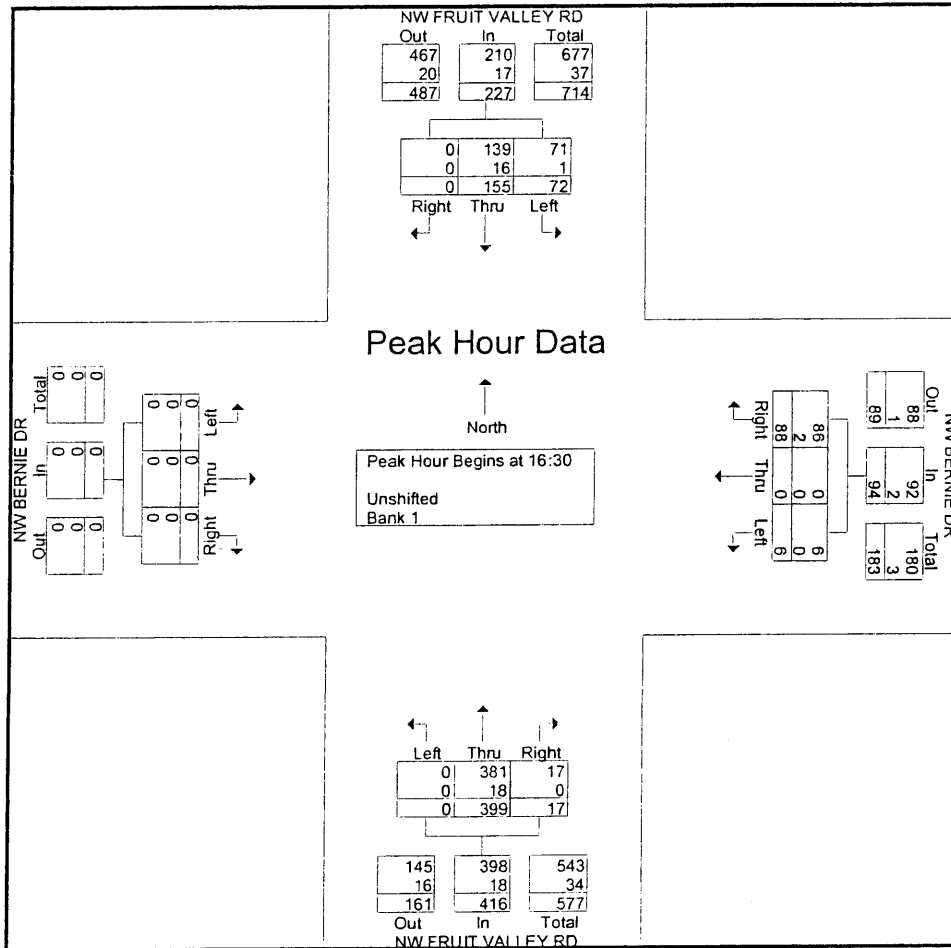 NW FRUIT VALLEY RD
Out In Total
467 210 677
20 17 37
487 227 714
0 139 71
0 16 1
0 155 72
Right Thru Left
Peak Hour Data
North
Peak Hour Begins at 16:30
Unshifted
Bank 1
NW BERNIE DR
Total
0 0 0
In
0 0 0
Out
0 0 0
Left
0 0 0
Thru
0 0 0
Right
0 0 0
Right
86 2 88
Thru
0 0 0
Left
6 0 6
Out
88 1 89
In
92 2 94
Total
180 3 183
NW BERNIE DR
Left Thru Right
0 381 17
0 18 0
0 399 17
145 398 543
16 18 34
161 416 577
Out In Total
NW FRUIT VALLEY RD